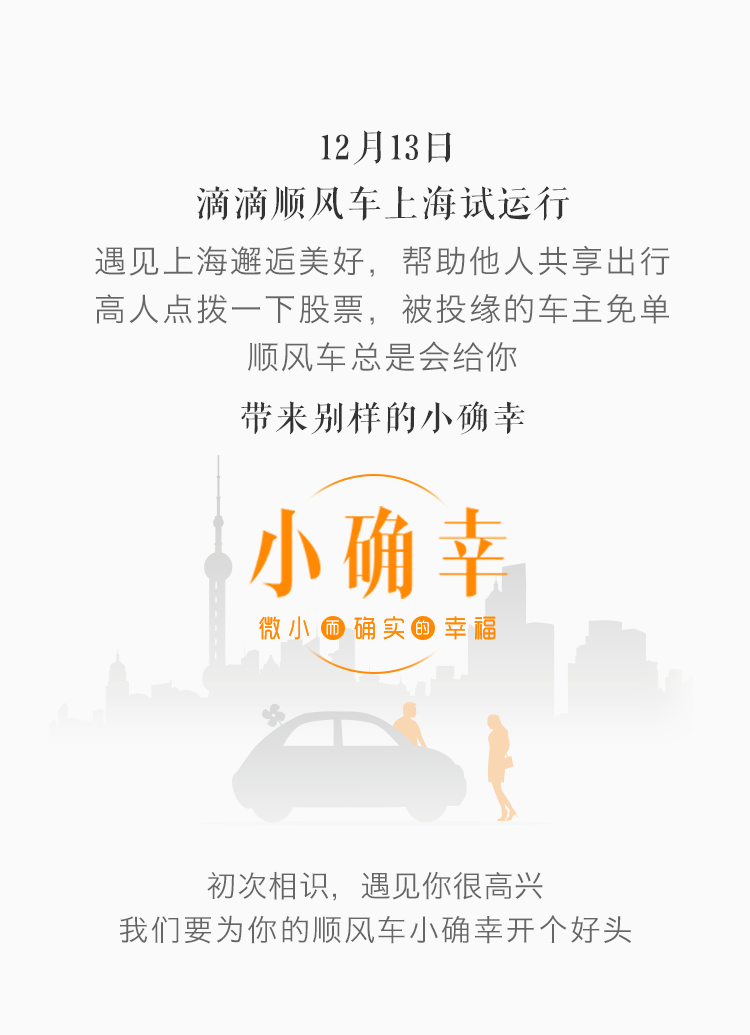 12月13日
滴滴顺风车上海试运行
遇见上海邂逅美好，帮助他人共享出行
高人点拨一下股票，被投缘的车主免单
顺风车总是会给你
带来别样的小确幸
小确幸
微小而确实的幸福
初次相识，遇见你很高兴
我们要为你的顺风车小确幸开个好头